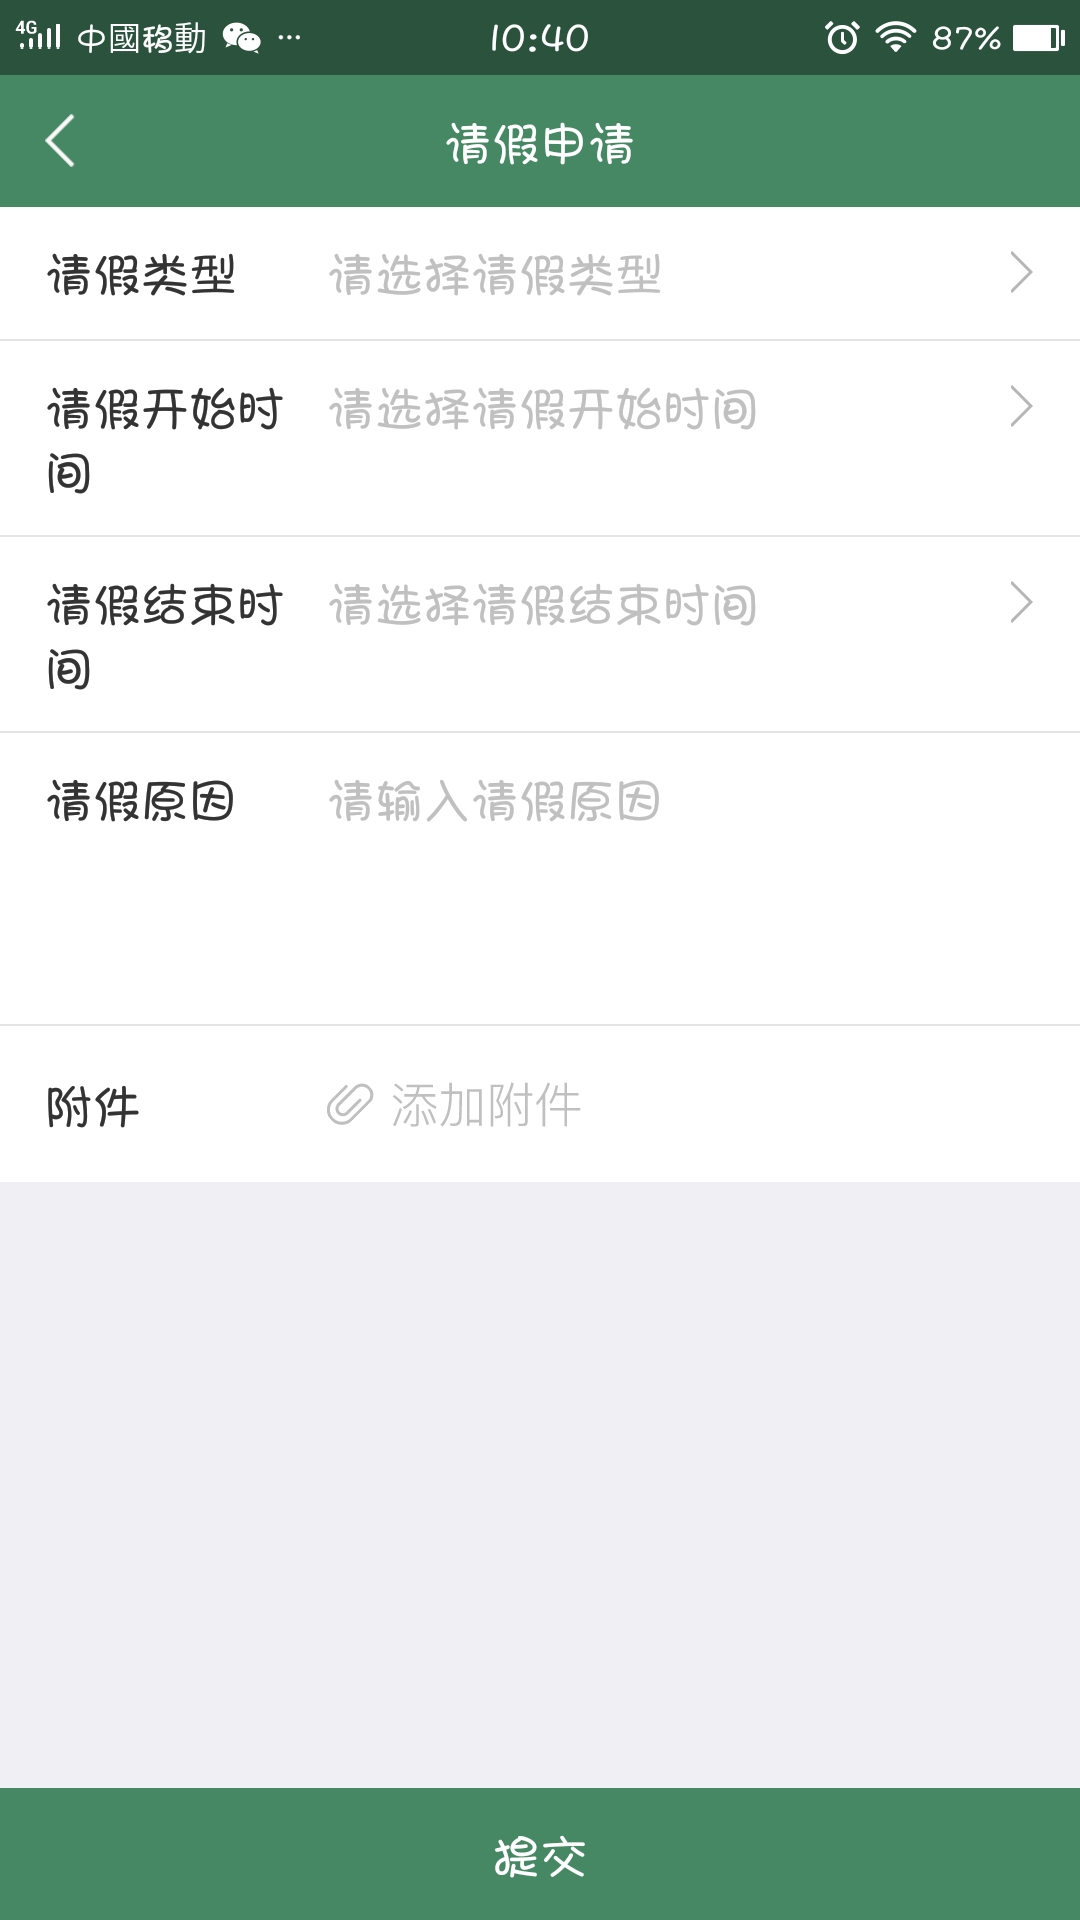 4G 中國移動 ··· 10:40 87%
请假申请
请假类型 请选择请假类型
请假开始时间 请选择请假开始时间
请假结束时间 请选择请假结束时间
请假原因 请输入请假原因
附件 添加附件
提交